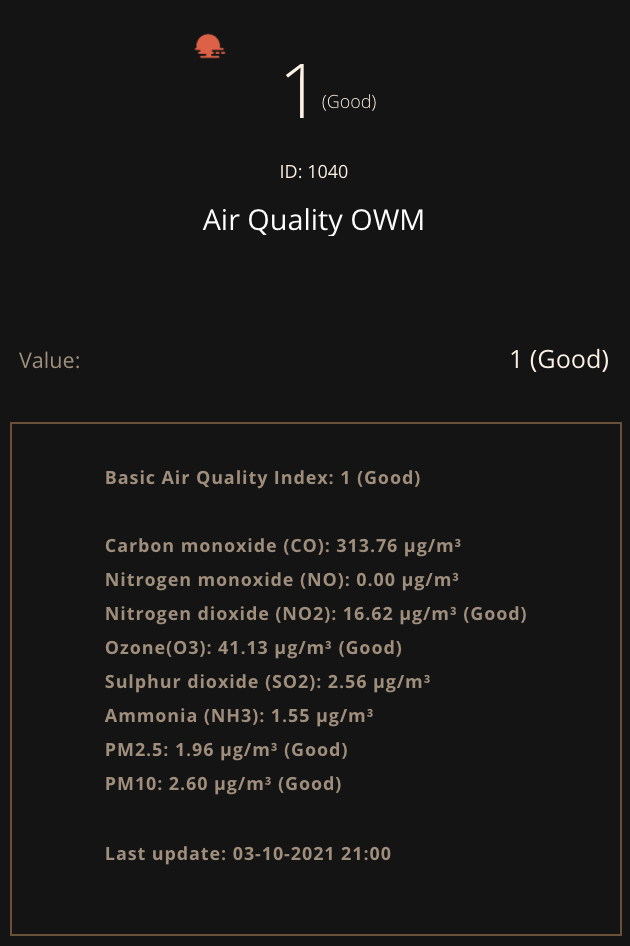 1 (Good)
ID: 1040
Air Quality OWM
Value: 1 (Good)
Basic Air Quality Index: 1 (Good)
Carbon monoxide (CO): 313.76 µg/m³
Nitrogen monoxide (NO): 0.00 µg/m³
Nitrogen dioxide (NO2): 16.62 µg/m³ (Good)
Ozone(O3): 41.13 µg/m³ (Good)
Sulphur dioxide (SO2): 2.56 µg/m³
Ammonia (NH3): 1.55 µg/m³
PM2.5: 1.96 µg/m³ (Good)
PM10: 2.60 µg/m³ (Good)
Last update: 03-10-2021 21:00